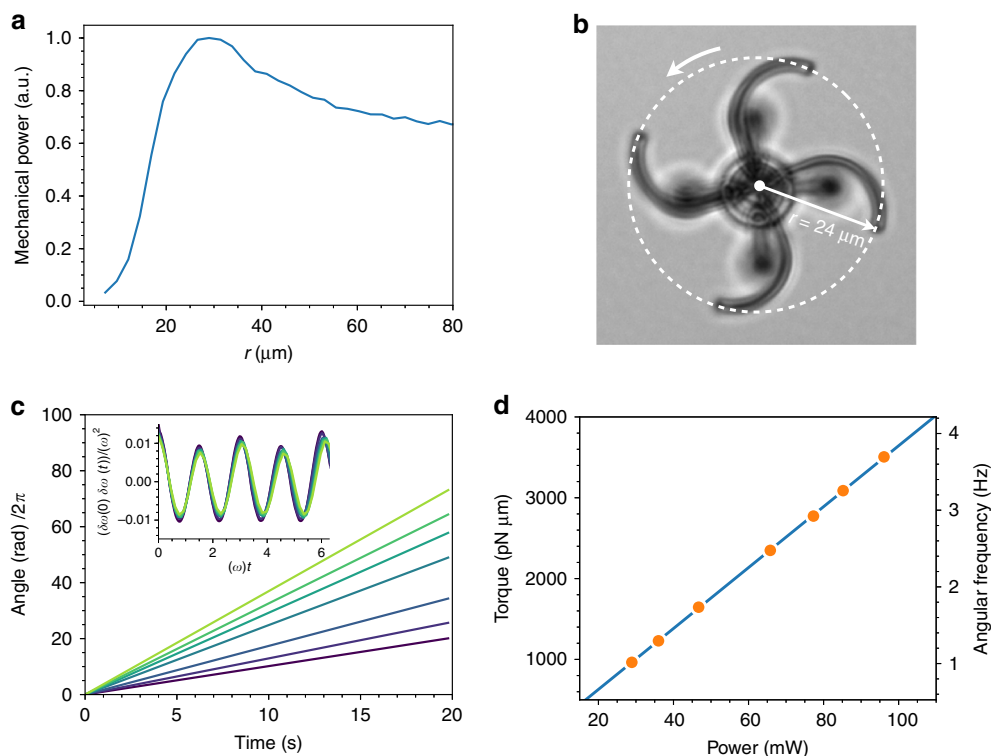 a
Mechanical power (a.u.)
1.0
0.8
0.6
0.4
0.2
0.0
20
40
60
80
r (μm)
b
r = 24 μm
c
Angle (rad) /2π
100
80
60
40
20
0
0
5
10
15
20
Time (s)
⟨δω(0) δω (t)⟩/⟨ω⟩²
0.01
0.00
−0.01
0
2
4
6
⟨ω⟩t
d
Torque (pN μm)
4000
3000
2000
1000
20
40
60
80
100
Power (mW)
4
3
2
1
Angular frequency (Hz)